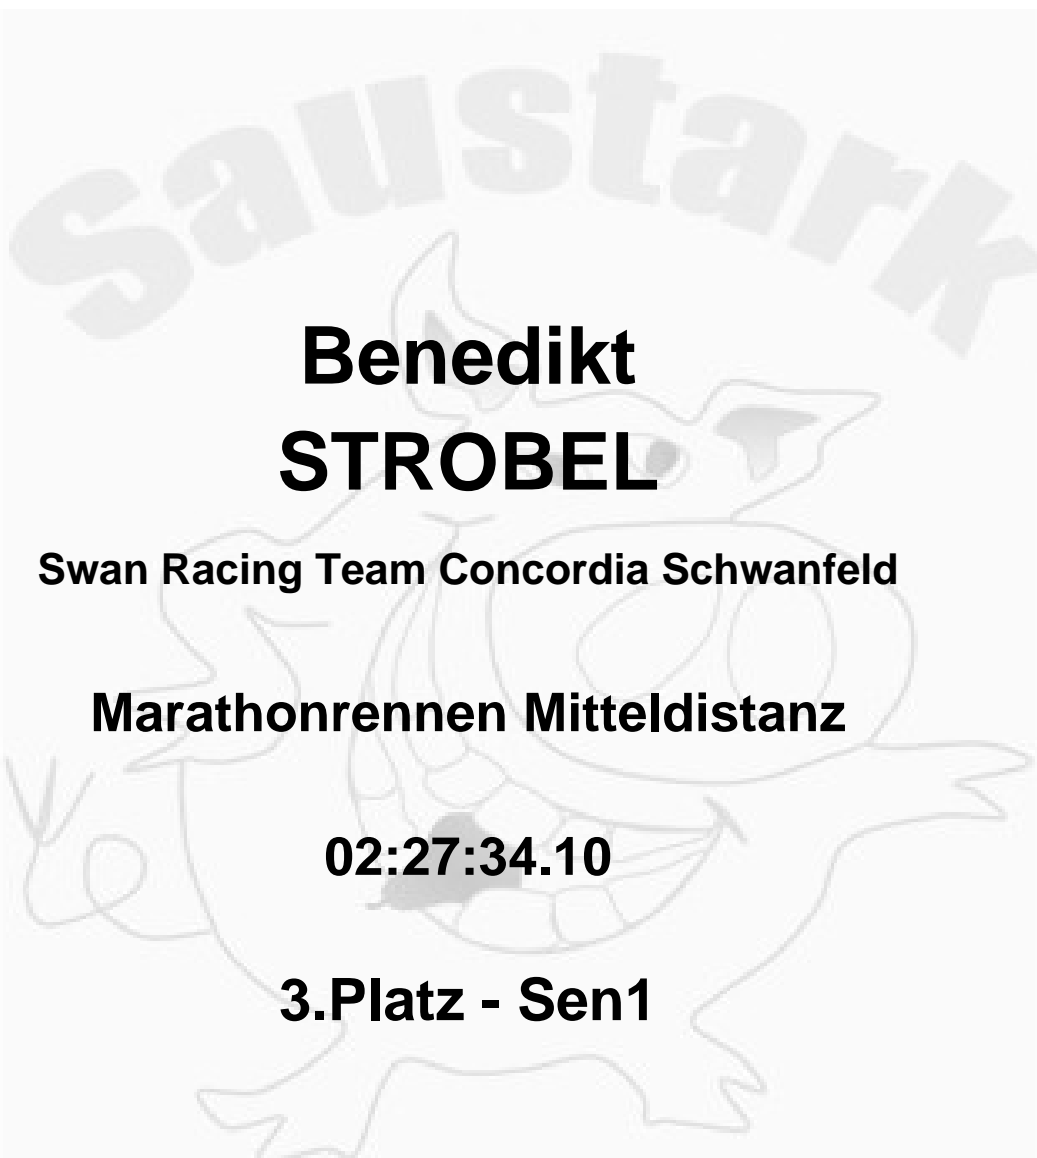 Saustark
Benedikt
STROBEL
Swan Racing Team Concordia Schwanfeld
Marathonrennen Mitteldistanz
02:27:34.10
3.Platz - Sen1